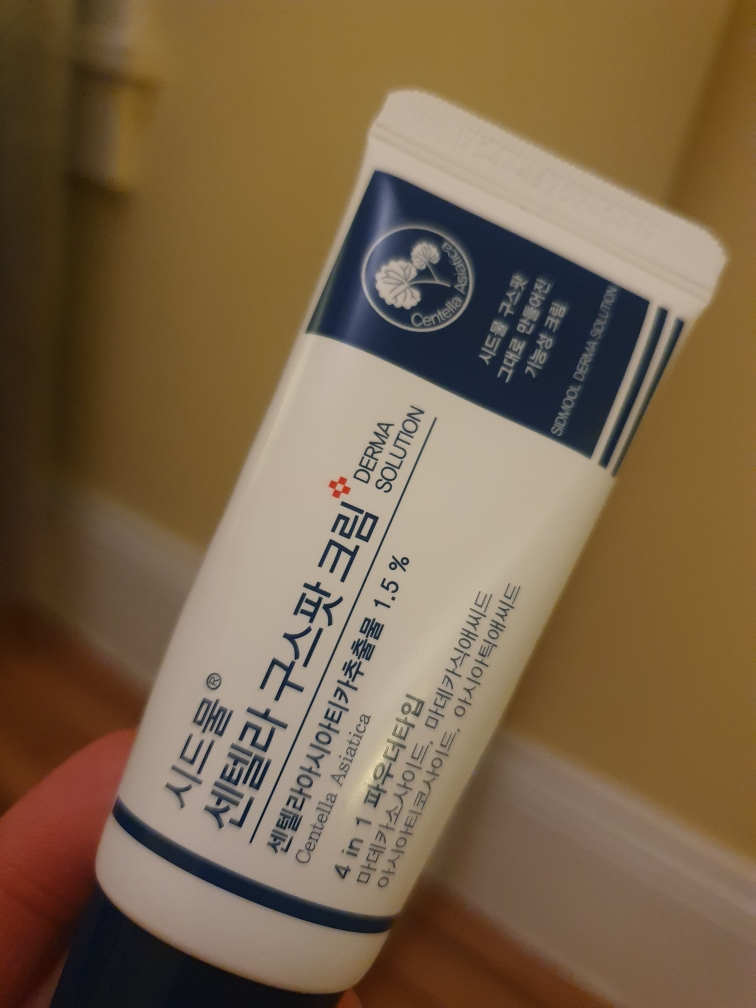 Centella Asiatica
시드물 구스팟
그대로 만들어진
기능성 크림
SIDMOOL DERMA SOLUTION
시드물®
센텔라 구스팟 크림
DERMA
SOLUTION
센텔라아시아티카추출물 1.5 %
Centella Asiatica
4 in 1 파우더타입
마데카소사이드, 마데카식애씨드
아시아티코사이드, 아시아틱애씨드